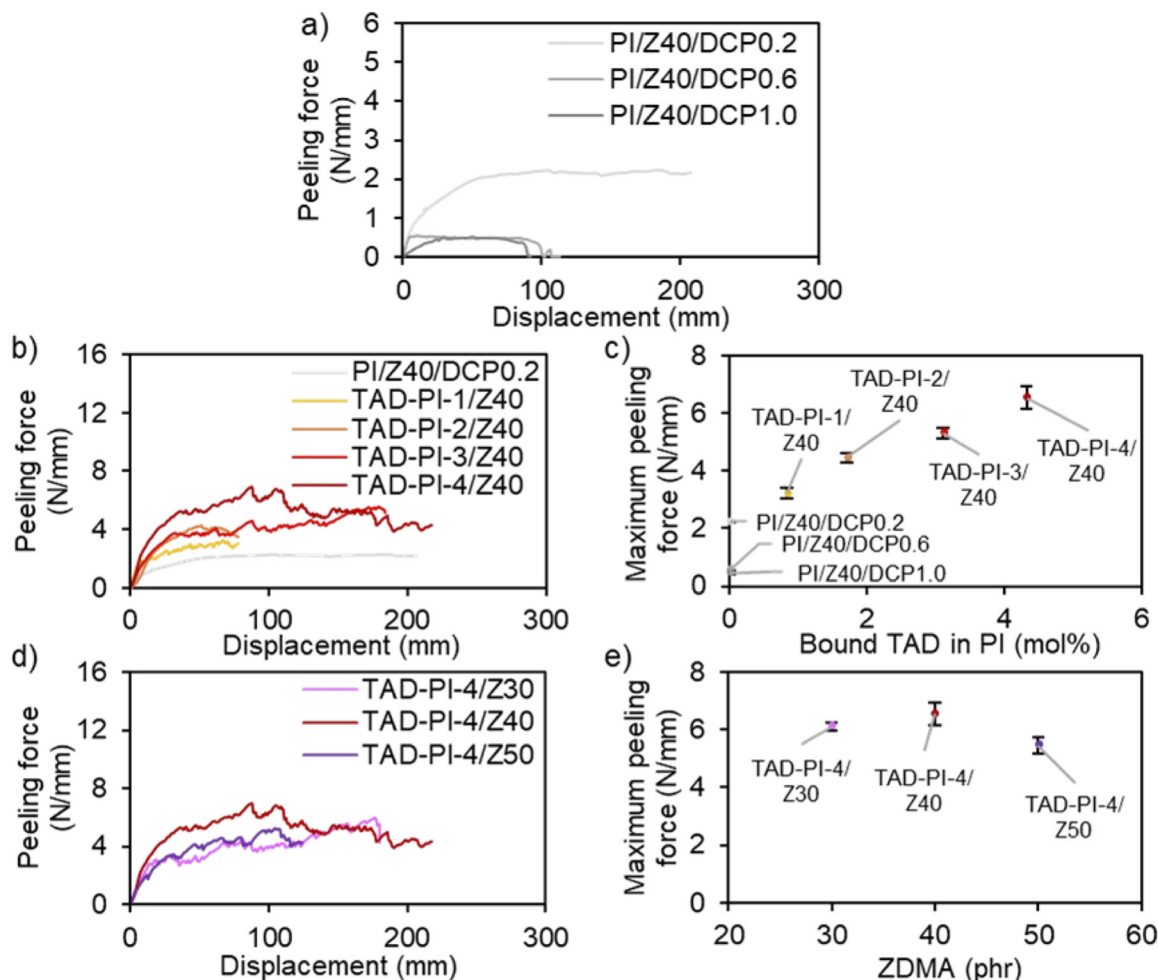 a)
Peeling force
(N/mm)
6
5
4
3
2
1
0
PI/Z40/DCP0.2
PI/Z40/DCP0.6
PI/Z40/DCP1.0
0 100 200 300
Displacement (mm)
b)
Peeling force
(N/mm)
16
12
8
4
0
PI/Z40/DCP0.2
TAD-PI-1/Z40
TAD-PI-2/Z40
TAD-PI-3/Z40
TAD-PI-4/Z40
0 100 200 300
Displacement (mm)
c)
Maximum peeling
force (N/mm)
8
6
4
2
0
TAD-PI-1/
Z40
TAD-PI-2/
Z40
TAD-PI-3/
Z40
TAD-PI-4/
Z40
PI/Z40/DCP0.2
PI/Z40/DCP0.6
PI/Z40/DCP1.0
0 2 4 6
Bound TAD in PI (mol%)
d)
Peeling force
(N/mm)
16
12
8
4
0
TAD-PI-4/Z30
TAD-PI-4/Z40
TAD-PI-4/Z50
0 100 200 300
Displacement (mm)
e)
Maximum peeling
force (N/mm)
8
6
4
2
0
TAD-PI-4/
Z30
TAD-PI-4/
Z40
TAD-PI-4/
Z50
20 30 40 50 60
ZDMA (phr)